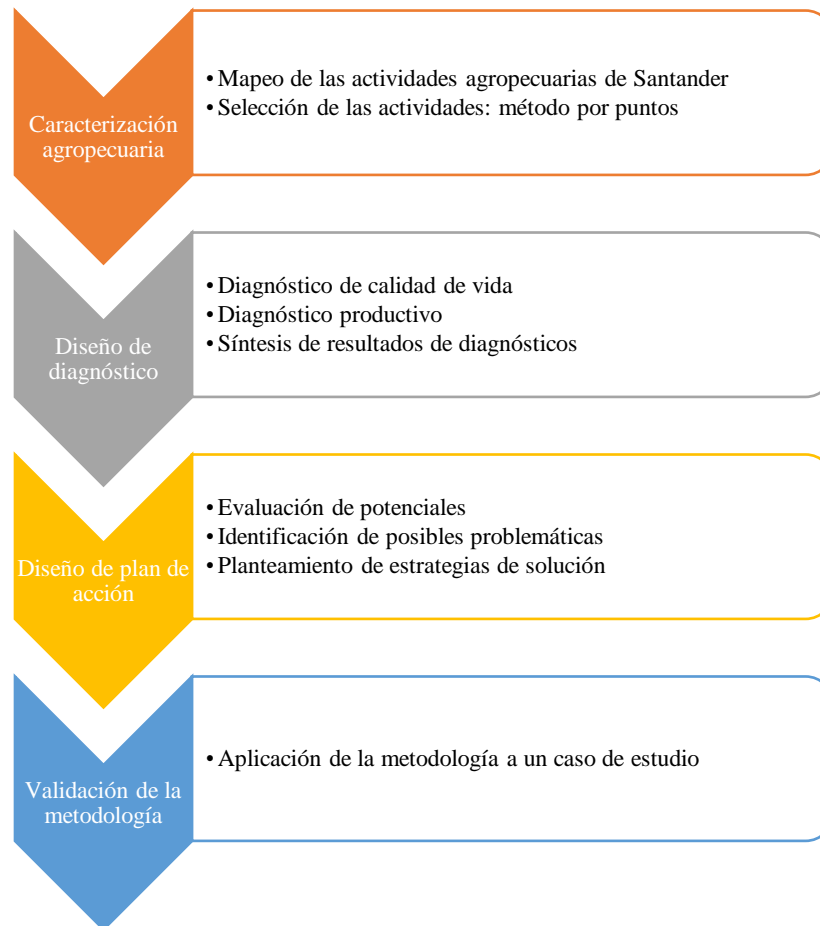 Caracterización
agropecuaria
• Mapeo de las actividades agropecuarias de Santander
• Selección de las actividades: método por puntos
Diseño de
diagnóstico
• Diagnóstico de calidad de vida
• Diagnóstico productivo
• Síntesis de resultados de diagnósticos
Diseño de plan de
acción
• Evaluación de potenciales
• Identificación de posibles problemáticas
• Planteamiento de estrategias de solución
Validación de la
metodología
• Aplicación de la metodología a un caso de estudio